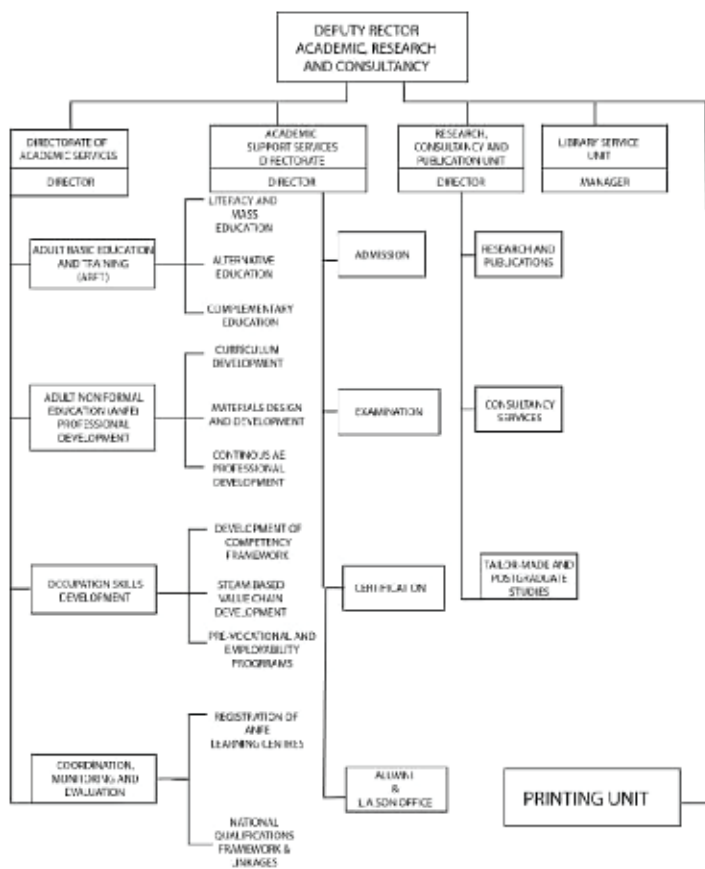 DEPUTY RECTOR
ACADEMIC, RESEARCH
AND CONSULTANCY
DIRECTORATE OF
ACADEMIC SERVICES
DIRECTOR
ACADEMIC
SUPPORT SERVICES
DIRECTORATE
DIRECTOR
RESEARCH,
CONSULTANCY AND
PUBLICATION UNIT
DIRECTOR
LIBRARY SERVICE
UNIT
MANAGER
ADULT BASIC EDUCATION
AND TRAINING
(ABET)
LITERACY AND
MASS
EDUCATION
ALTERNATIVE
EDUCATION
COMPLEMENTARY
EDUCATION
ADULT NON FORMAL
EDUCATION (ANFE)
PROFESSIONAL
DEVELOPMENT
CURRICULUM
DEVELOPMENT
MATERIALS DESIGN
AND DEVELOPMENT
CONTINOUS AE
PROFESSIONAL
DEVELOPMENT
OCCUPATION SKILLS
DEVELOPMENT
DEVELOPMENT OF
COMPETENCY
FRAMEWORK
STEAM BASED
VALUE CHAIN
DEVELOPMENT
PRE-VOCATIONAL AND
EMPLOYABILITY
PROGRAMS
COORDINATION,
MONITORING AND
EVALUATION
REGISTRATION OF
ANFE
LEARNING CENTRES
NATIONAL
QUALIFICATIONS
FRAMEWORK &
LINKAGES
ADMISSION
EXAMINATION
CERTIFICATION
ALUMNI
&
LIAISON OFFICE
RESEARCH AND
PUBLICATIONS
CONSULTANCY
SERVICES
TAILOR-MADE AND
POSTGRADUATE
STUDIES
PRINTING UNIT